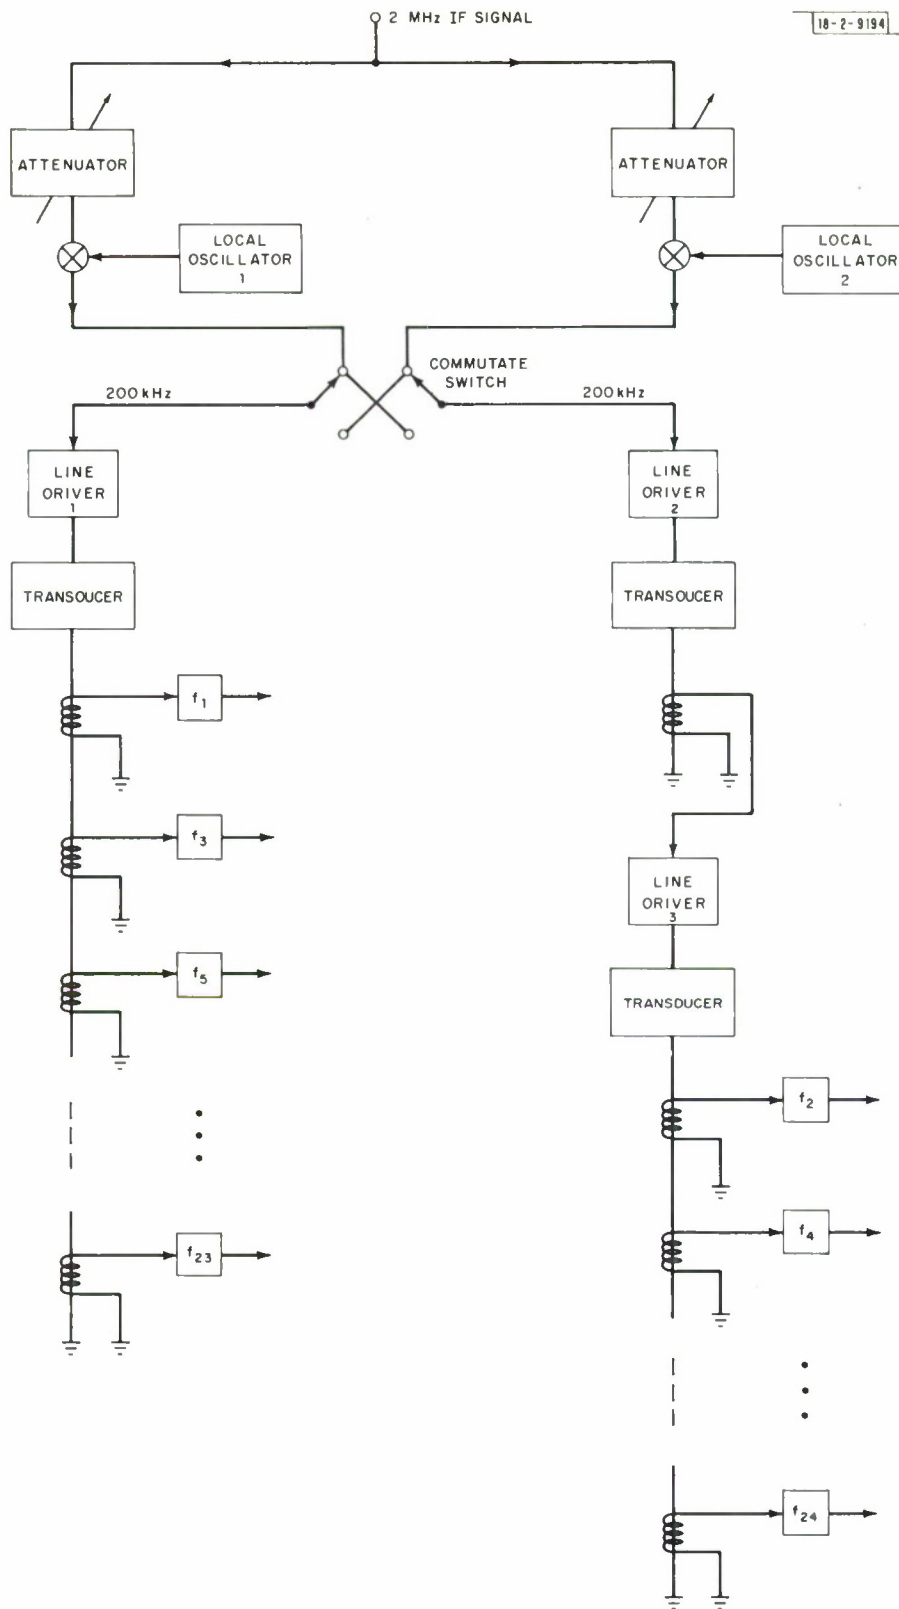 2 MHz IF SIGNAL
18-2-9194
ATTENUATOR
ATTENUATOR
LOCAL
OSCILLATOR
1
LOCAL
OSCILLATOR
2
COMMUTATE
SWITCH
200 kHz
200 kHz
LINE
ORIVER
1
LINE
ORIVER
2
TRANSOUCER
TRANSOUCER
f1
f3
LINE
ORIVER
3
f5
TRANSDUCER
f2
f4
f23
f24